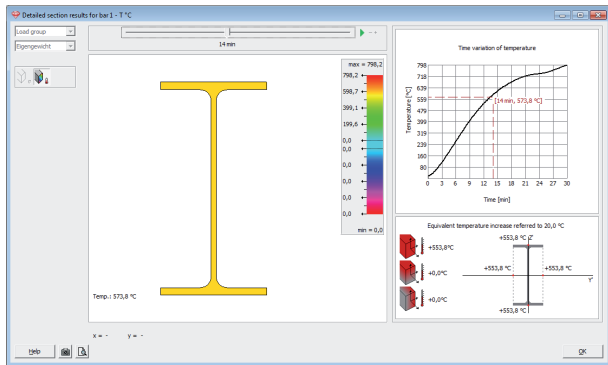 Detailed section results for bar 1 - T °C
Load group
Eigengewicht
14 min
Temp.: 573,8 °C
max = 798,2
798,2
598,7
399,1
199,6
0,0
0,0
0,0
0,0
0,0
0,0
min = 0,0
x = -    y = -
Time variation of temperature
Temperature [°C]
798
718
639
559
479
399
319
239
160
80
[14 min, 573,8 °C]
0 3 6 9 12 15 18 21 24 27 30
Time [min]
Equivalent temperature increase referred to 20,0 °C
+553,8°C
+0,0°C
+0,0°C
+553,8 °C Z'
+553,8 °C
+553,8 °C
Y'
+553,8 °C
Help
OK